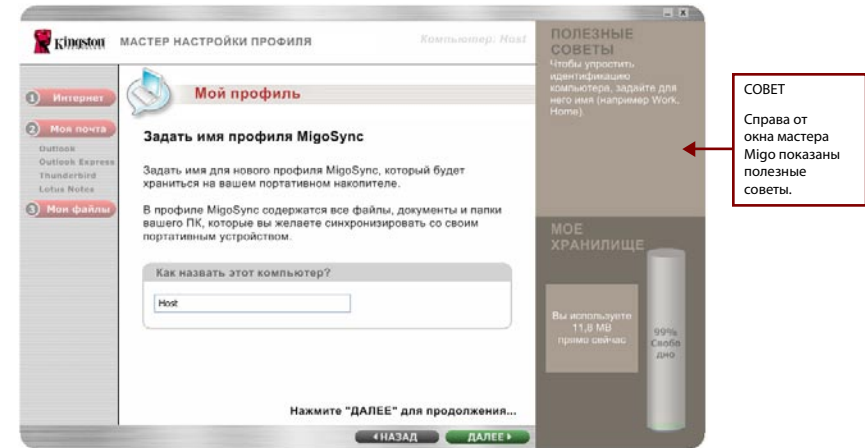 Kingston
TECHNOLOGY
МАСТЕР НАСТРОЙКИ ПРОФИЛЯ
Компьютер: Host
1 Интернет
2 Моя почта
Outlook
Outlook Express
Thunderbird
Lotus Notes
3 Мои файлы
Мой профиль
Задать имя профиля MigoSync
Задать имя для нового профиля MigoSync, который будет
храниться на вашем портативном накопителе.
В профиле MigoSync содержатся все файлы, документы и папки
вашего ПК, которые вы желаете синхронизировать со своим
портативным устройством.
Как назвать этот компьютер?
Host
Нажмите "ДАЛЕЕ" для продолжения...
НАЗАД
ДАЛЕЕ
ПОЛЕЗНЫЕ
СОВЕТЫ
Чтобы упростить
идентификацию
компьютера, задайте для
него имя (например Work,
Home).
МОЕ
ХРАНИЛИЩЕ
Вы используете
11,8 MB
прямо сейчас
99%
Свобо
дно
СОВЕТ
Справа от
окна мастера
Migo показаны
полезные
советы.